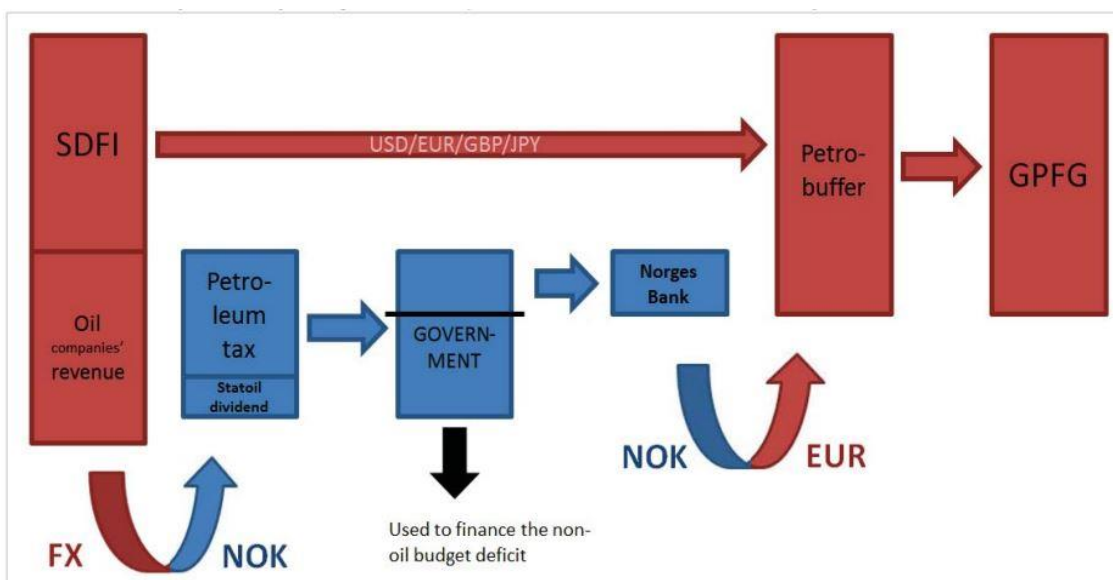 SDFI
Oil
companies'
revenue
USD/EUR/GBP/JPY
Petro-
buffer
GPFG
Petro-
leum
tax
Statoil
dividend
GOVERN-
MENT
Norges
Bank
FX
NOK
Used to finance the non-
oil budget deficit
NOK
EUR